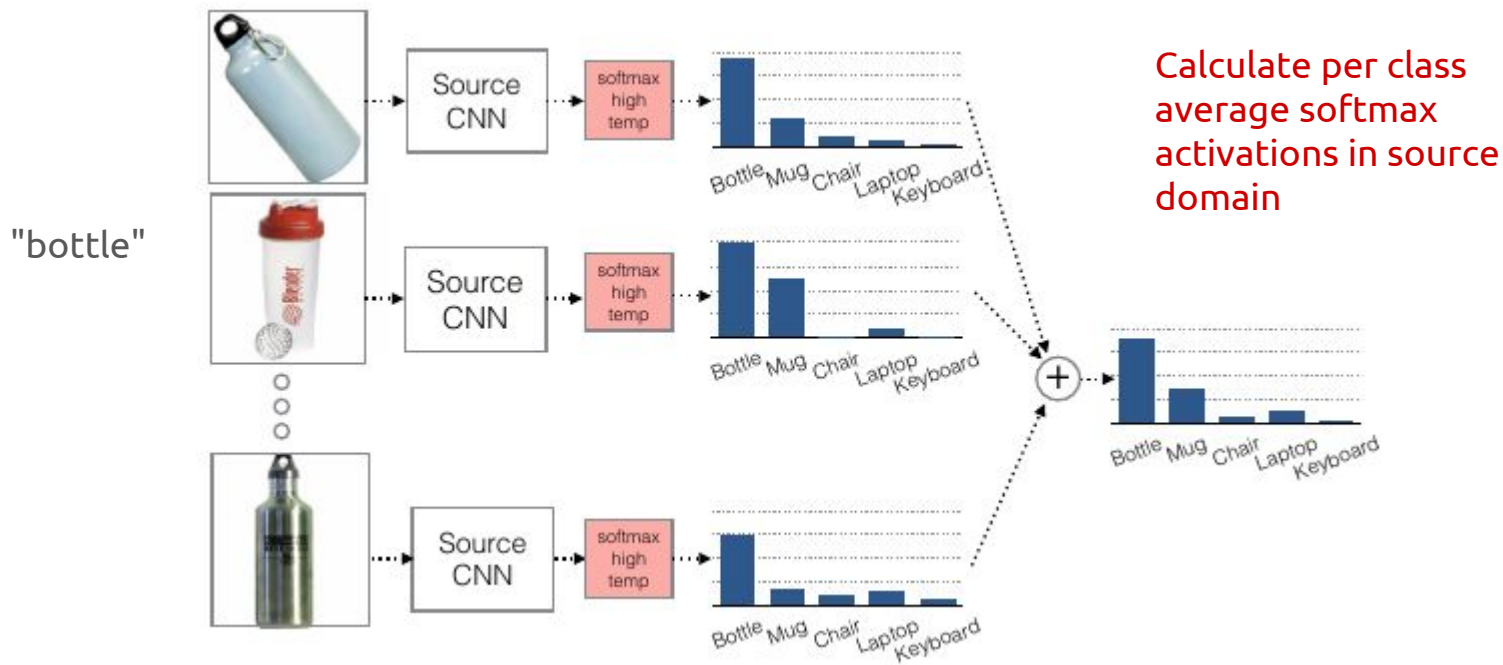 Calculate per class
average softmax
activations in source
domain
"bottle"
Source
CNN
softmax
high
temp
Bottle
Mug
Chair
Laptop
Keyboard
Source
CNN
softmax
high
temp
Bottle
Mug
Chair
Laptop
Keyboard
+
Bottle
Mug
Chair
Laptop
Keyboard
Source
CNN
softmax
high
temp
Bottle
Mug
Chair
Laptop
Keyboard